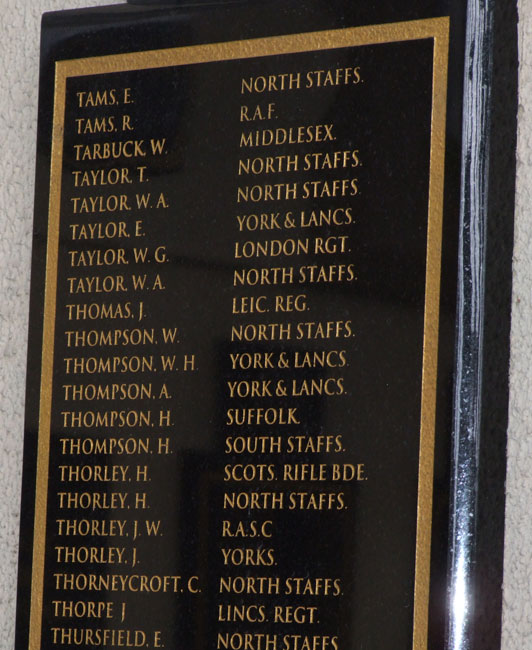 TAMS, E. NORTH STAFFS.
TAMS, R. R.A.F.
TARBUCK, W. MIDDLESEX.
TAYLOR, T. NORTH STAFFS.
TAYLOR, W. A. NORTH STAFFS.
TAYLOR, E. YORK & LANCS.
TAYLOR, W. G. LONDON RGT.
TAYLOR. W. A. NORTH STAFFS.
THOMAS, J. LEIC. REG.
THOMPSON, W. NORTH STAFFS.
THOMPSON, W. H. YORK & LANCS.
THOMPSON, A. YORK & LANCS.
THOMPSON, H. SUFFOLK.
THOMPSON, H. SOUTH STAFFS.
THORLEY, H. SCOTS. RIFLE BDE.
THORLEY, H. NORTH STAFFS.
THORLEY, J. W. R.A.S.C
THORLEY, J. YORKS.
THORNEYCROFT, C. NORTH STAFFS.
THORPE J LINCS. REGT.
THURSFIELD, E. NORTH STAFFS.